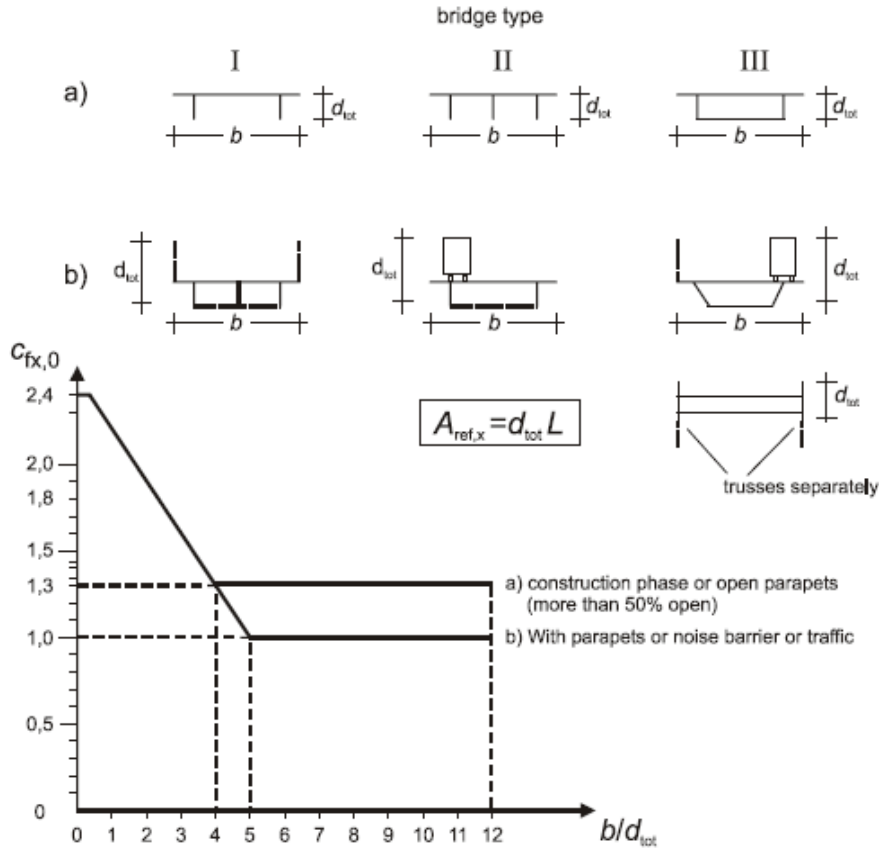 bridge type
I II III
a)
d_tot d_tot d_tot
b b b
b)
d_tot d_tot d_tot
b b b
c_fx,0
2,4
d_tot
A_ref,x = d_tot L
2,0
1,8
trusses separately
1,5
1,3
a) construction phase or open parapets
(more than 50% open)
1,0
b) With parapets or noise barrier or traffic
0,5
0
0 1 2 3 4 5 6 7 8 9 10 11 12
b/d_tot